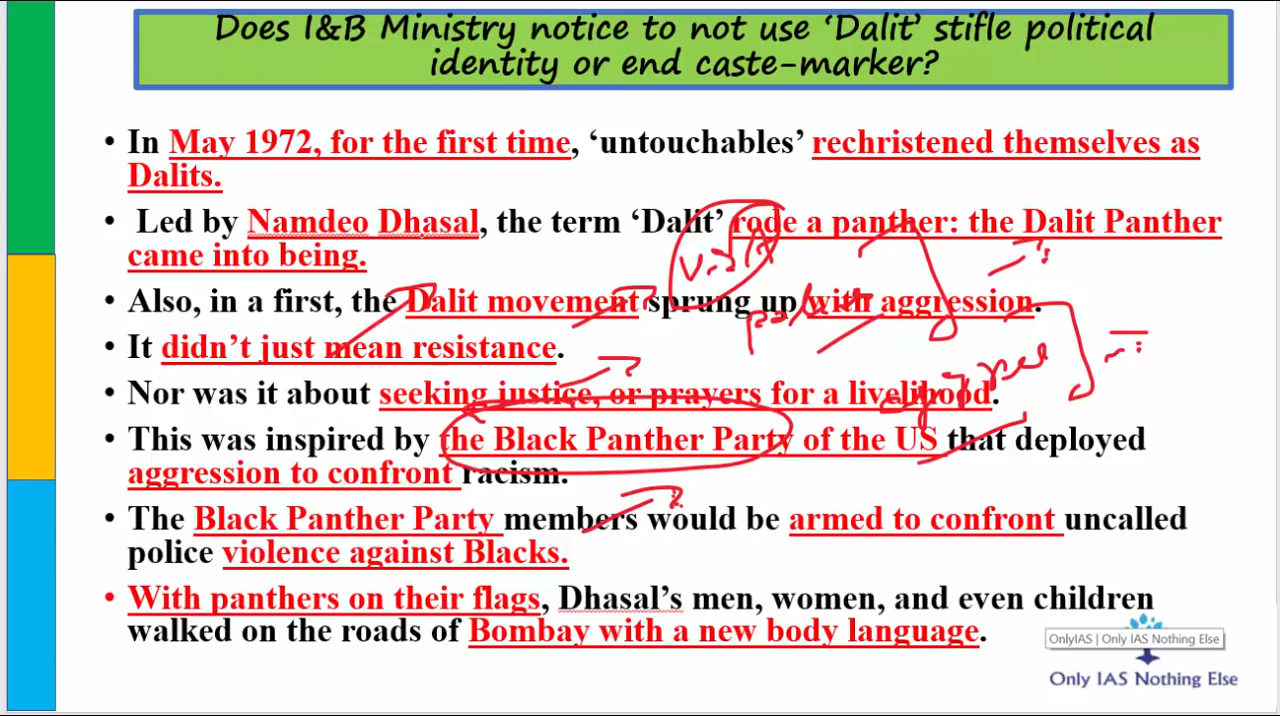 Does I&B Ministry notice to not use ‘Dalit’ stifle political
identity or end caste-marker?
• In May 1972, for the first time, ‘untouchables’ rechristened themselves as
Dalits.
• Led by Namdeo Dhasal, the term ‘Dalit’ rode a panther: the Dalit Panther
came into being.
• Also, in a first, the Dalit movement sprung up with aggression.
• It didn’t just mean resistance.
• Nor was it about seeking justice, or prayers for a livelihood.
• This was inspired by the Black Panther Party of the US that deployed
aggression to confront racism.
• The Black Panther Party members would be armed to confront uncalled
police violence against Blacks.
• With panthers on their flags, Dhasal’s men, women, and even children
walked on the roads of Bombay with a new body language.
OnlyIAS | Only IAS Nothing Else
Only IAS Nothing Else